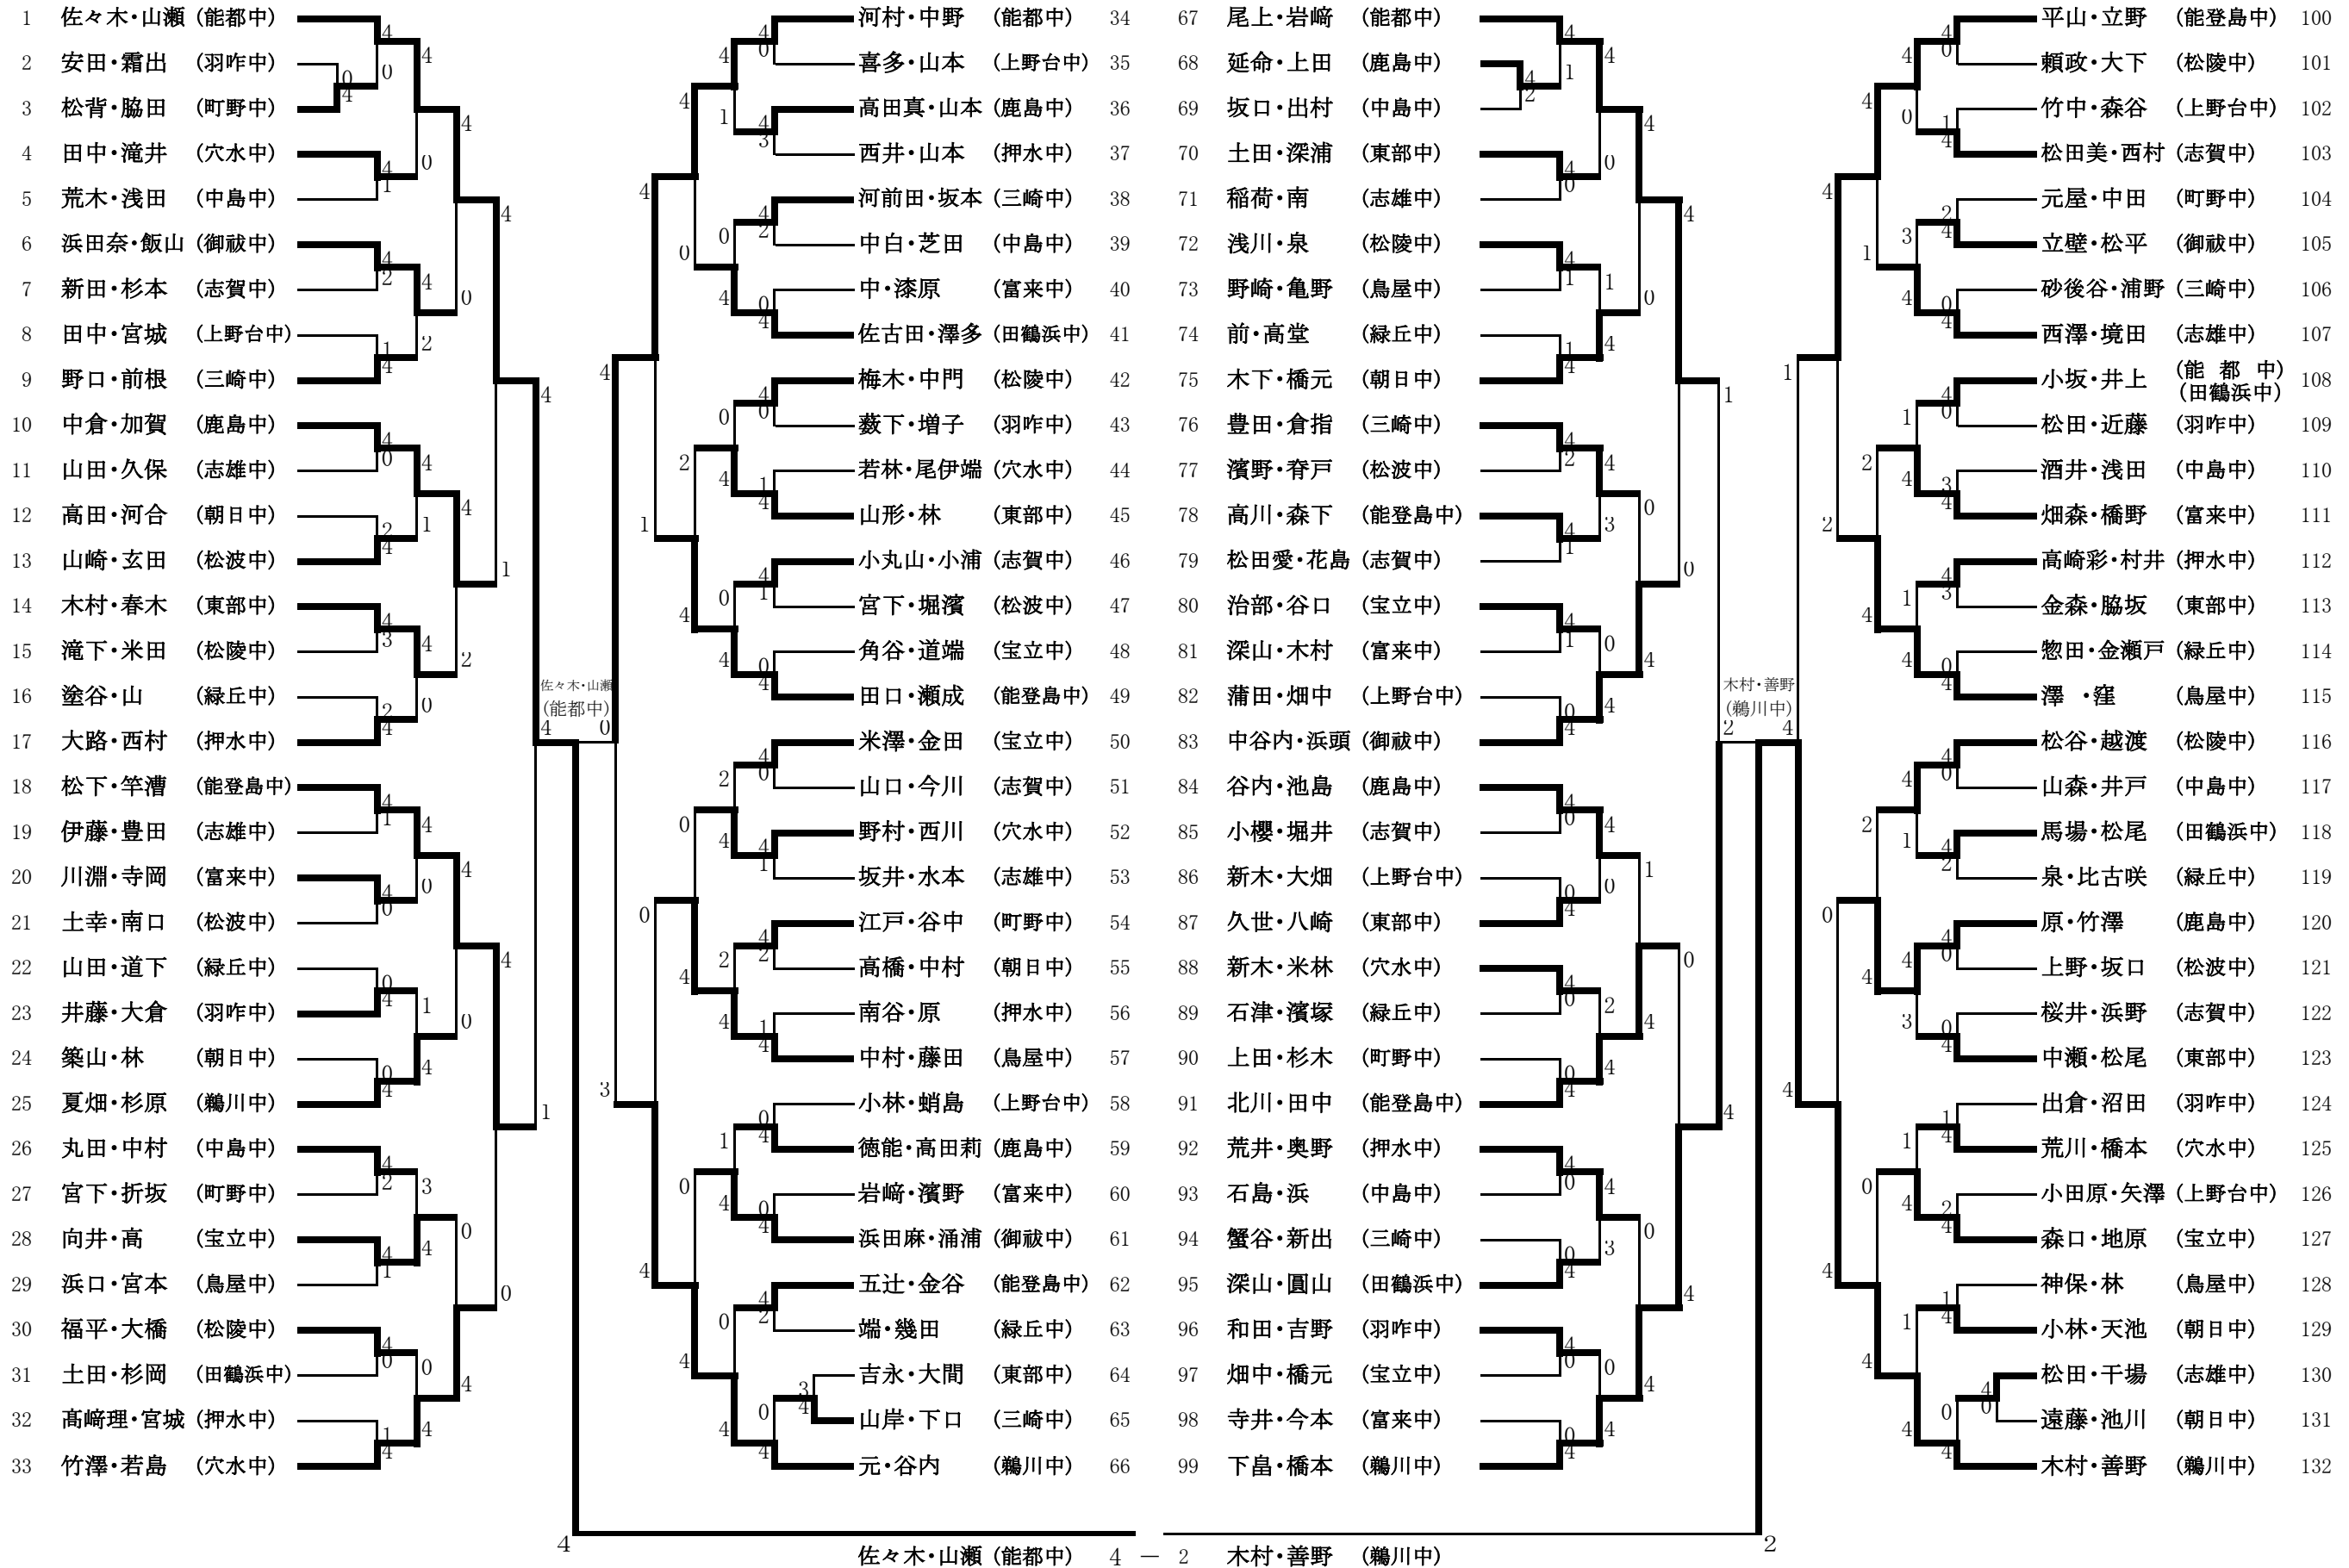 1 佐々木・山瀬 (能都中)
2 安田・霜出 (羽咋中)
3 松背・脇田 (町野中)
4 田中・滝井 (穴水中)
5 荒木・浅田 (中島中)
6 浜田奈・飯山 (御祓中)
7 新田・杉本 (志賀中)
8 田中・宮城 (上野台中)
9 野口・前根 (三崎中)
10 中倉・加賀 (鹿島中)
11 山田・久保 (志雄中)
12 高田・河合 (朝日中)
13 山崎・玄田 (松波中)
14 木村・春木 (東部中)
15 滝下・米田 (松陵中)
16 塗谷・山 (緑丘中)
17 大路・西村 (押水中)
18 松下・竿漕 (能登島中)
19 伊藤・豊田 (志雄中)
20 川淵・寺岡 (富来中)
21 土幸・南口 (松波中)
22 山田・道下 (緑丘中)
23 井藤・大倉 (羽咋中)
24 築山・林 (朝日中)
25 夏畑・杉原 (鵜川中)
26 丸田・中村 (中島中)
27 宮下・折坂 (町野中)
28 向井・高 (宝立中)
29 浜口・宮本 (鳥屋中)
30 福平・大橋 (松陵中)
31 土田・杉岡 (田鶴浜中)
32 高﨑理・宮城 (押水中)
33 竹澤・若島 (穴水中)
佐々木・山瀬
(能都中)
河村・中野 (能都中) 34
喜多・山本 (上野台中) 35
高田真・山本 (鹿島中) 36
西井・山本 (押水中) 37
河前田・坂本 (三崎中) 38
中白・芝田 (中島中) 39
中・漆原 (富来中) 40
佐古田・澤多 (田鶴浜中) 41
梅木・中門 (松陵中) 42
薮下・増子 (羽咋中) 43
若林・尾伊端 (穴水中) 44
山形・林 (東部中) 45
小丸山・小浦 (志賀中) 46
宮下・堀濱 (松波中) 47
角谷・道端 (宝立中) 48
田口・瀬成 (能登島中) 49
米澤・金田 (宝立中) 50
山口・今川 (志賀中) 51
野村・西川 (穴水中) 52
坂井・水本 (志雄中) 53
江戸・谷中 (町野中) 54
高橋・中村 (朝日中) 55
南谷・原 (押水中) 56
中村・藤田 (鳥屋中) 57
小林・蛸島 (上野台中) 58
徳能・高田莉 (鹿島中) 59
岩﨑・濱野 (富来中) 60
浜田麻・涌浦 (御祓中) 61
五辻・金谷 (能登島中) 62
端・幾田 (緑丘中) 63
吉永・大間 (東部中) 64
山岸・下口 (三崎中) 65
元・谷内 (鵜川中) 66
67 尾上・岩﨑 (能都中)
68 延命・上田 (鹿島中)
69 坂口・出村 (中島中)
70 土田・深浦 (東部中)
71 稲荷・南 (志雄中)
72 浅川・泉 (松陵中)
73 野崎・亀野 (鳥屋中)
74 前・高堂 (緑丘中)
75 木下・橋元 (朝日中)
76 豊田・倉指 (三崎中)
77 濱野・脊戸 (松波中)
78 高川・森下 (能登島中)
79 松田愛・花島 (志賀中)
80 治部・谷口 (宝立中)
81 深山・木村 (富来中)
82 蒲田・畑中 (上野台中)
83 中谷内・浜頭 (御祓中)
84 谷内・池島 (鹿島中)
85 小櫻・堀井 (志賀中)
86 新木・大畑 (上野台中)
87 久世・八崎 (東部中)
88 新木・米林 (穴水中)
89 石津・濱塚 (緑丘中)
90 上田・杉木 (町野中)
91 北川・田中 (能登島中)
92 荒井・奥野 (押水中)
93 石島・浜 (中島中)
94 蟹谷・新出 (三崎中)
95 深山・圓山 (田鶴浜中)
96 和田・吉野 (羽咋中)
97 畑中・橋元 (宝立中)
98 寺井・今本 (富来中)
99 下畠・橋本 (鵜川中)
木村・善野
(鵜川中)
平山・立野 (能登島中) 100
頼政・大下 (松陵中) 101
竹中・森谷 (上野台中) 102
松田美・西村 (志賀中) 103
元屋・中田 (町野中) 104
立壁・松平 (御祓中) 105
砂後谷・浦野 (三崎中) 106
西澤・境田 (志雄中) 107
小坂・井上 (能都中) (田鶴浜中) 108
松田・近藤 (羽咋中) 109
酒井・浅田 (中島中) 110
畑森・橋野 (富来中) 111
高崎彩・村井 (押水中) 112
金森・脇坂 (東部中) 113
惣田・金瀬戸 (緑丘中) 114
澤 ・窪 (鳥屋中) 115
松谷・越渡 (松陵中) 116
山森・井戸 (中島中) 117
馬場・松尾 (田鶴浜中) 118
泉・比古咲 (緑丘中) 119
原・竹澤 (鹿島中) 120
上野・坂口 (松波中) 121
桜井・浜野 (志賀中) 122
中瀬・松尾 (東部中) 123
出倉・沼田 (羽咋中) 124
荒川・橋本 (穴水中) 125
小田原・矢澤 (上野台中) 126
森口・地原 (宝立中) 127
神保・林 (鳥屋中) 128
小林・天池 (朝日中) 129
松田・干場 (志雄中) 130
遠藤・池川 (朝日中) 131
木村・善野 (鵜川中) 132
4 2
佐々木・山瀬 (能都中) 4 － 2 木村・善野 (鵜川中)